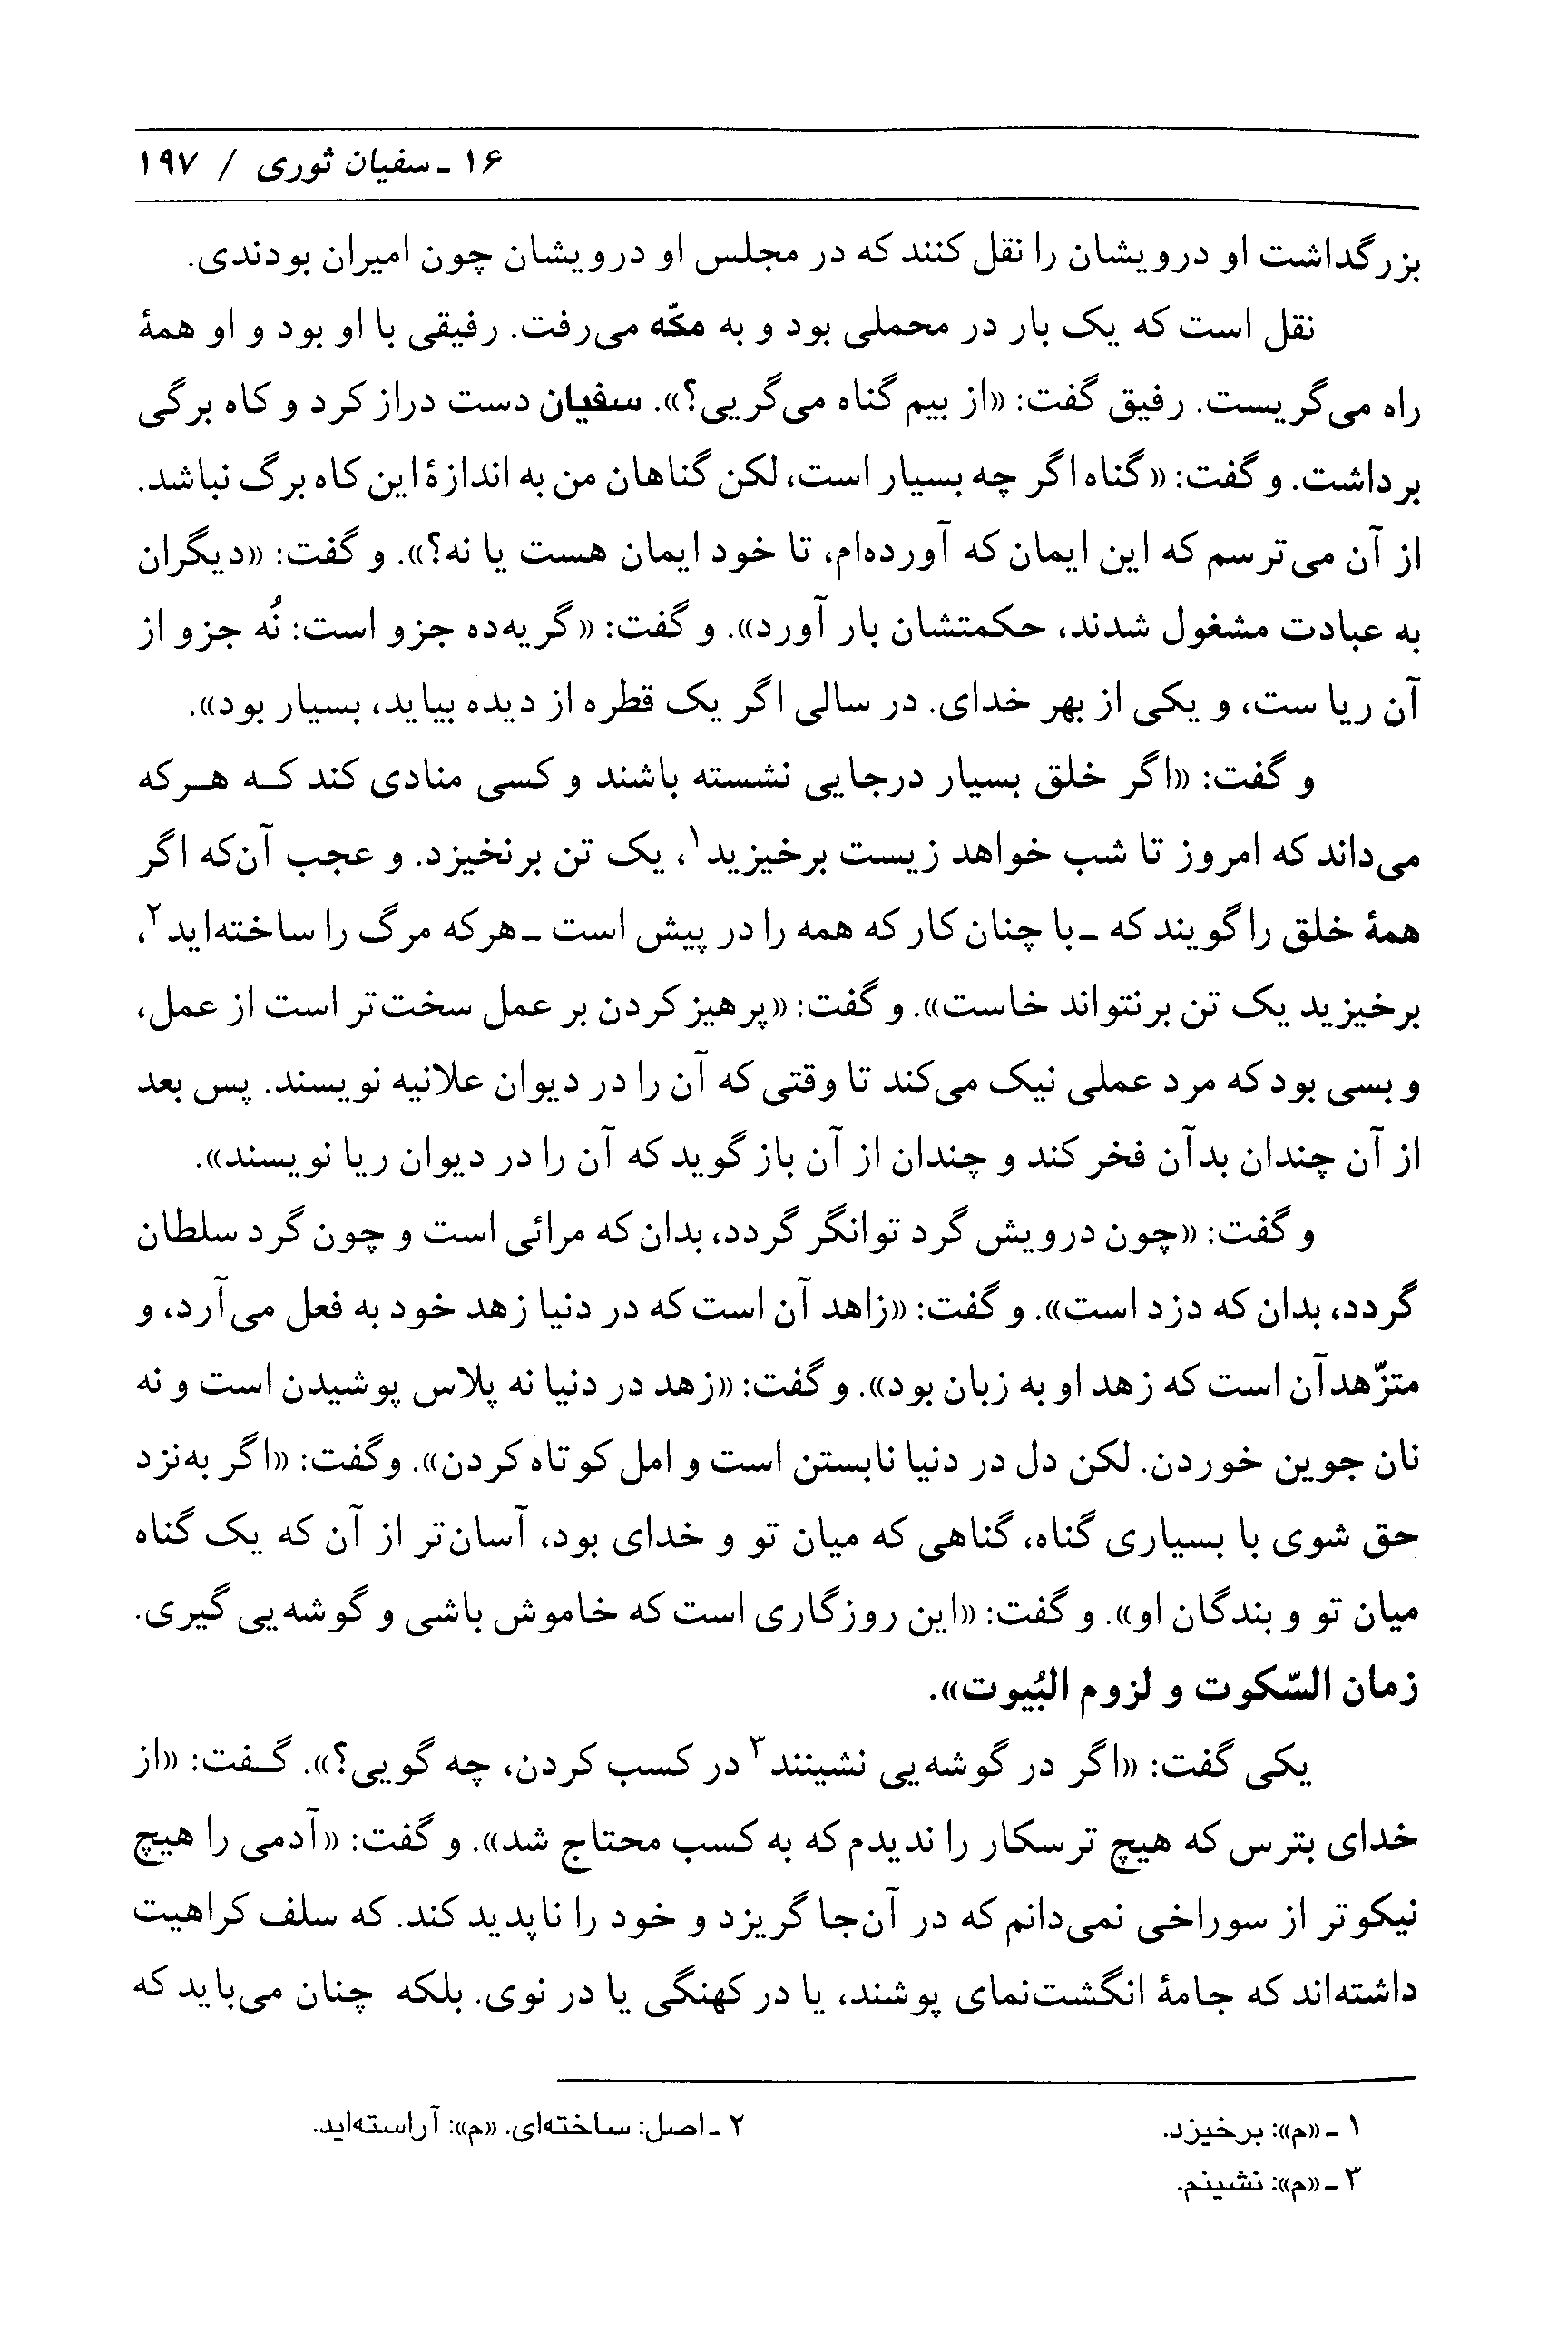 ۱۶ ـ سفیان ثوری / ۱۹۷
بزرگداشت او درویشان را نقل کنند که در مجلس او درویشان چون امیران بودندی.
نقل است که یک بار در محملی بود و به مکّه می‌رفت. رفیقی با او بود و او همهٔ
راه می‌گریست. رفیق گفت: «از بیم گناه می‌گریی؟». سفیان دست دراز کرد و کاه برگی
برداشت. و گفت: «گناه اگر چه بسیار است، لکن گناهان من به اندازهٔ این کاه برگ نباشد.
از آن می‌ترسم که این ایمان که آورده‌ام، تا خود ایمان هست یا نه؟». و گفت: «دیگران
به عبادت مشغول شدند، حکمتشان بار آورد». و گفت: «گریه‌ده جزو است: نُه جزو از
آن ریا ست، و یکی از بهر خدای. در سالی اگر یک قطره از دیده بیاید، بسیار بود».
و گفت: «اگر خلق بسیار درجایی نشسته باشند و کسی منادی کند کـه هـرکه
می‌داند که امروز تا شب خواهد زیست برخیزید۱، یک تن برنخیزد. و عجب آن‌که اگر
همهٔ خلق را گویند که ـ با چنان کار که همه را در پیش است ـ هرکه مرگ را ساخته‌اید۲،
برخیزید یک تن برنتواند خاست». و گفت: «پرهیز کردن بر عمل سخت‌تر است از عمل،
و بسی بود که مرد عملی نیک می‌کند تا وقتی که آن را در دیوان علانیه نویسند. پس بعد
از آن چندان بدآن فخر کند و چندان از آن باز گوید که آن را در دیوان ریا نویسند».
و گفت: «چون درویش گرد توانگر گردد، بدان که مرائی است و چون گرد سلطان
گردد، بدان که دزد است». و گفت: «زاهد آن است که در دنیا زهد خود به فعل می‌آرد، و
متزّهد آن است که زهد او به زبان بود». و گفت: «زهد در دنیا نه پلاس پوشیدن است و نه
نان جوین خوردن. لکن دل در دنیا نابستن است و امل کوتاه کردن». وگفت: «اگر به‌نزد
حق شوی با بسیاری گناه، گناهی که میان تو و خدای بود، آسان‌تر از آن که یک گناه
میان تو و بندگان او». و گفت: «این روزگاری است که خاموش باشی و گوشه‌یی گیری.
زمان السّکوت و لزوم البُیوت».
یکی گفت: «اگر در گوشه‌یی نشینند۳ در کسب کردن، چه گویی؟». گـفت: «از
خدای بترس که هیچ ترسکار را ندیدم که به کسب محتاج شد». و گفت: «آدمی را هیچ
نیکوتر از سوراخی نمی‌دانم که در آن‌جا گریزد و خود را ناپدید کند. که سلف کراهیت
داشته‌اند که جامهٔ انگشت‌نمای پوشند، یا در کهنگی یا در نوی. بلکه چنان می‌باید که
۱ ـ «م»: برخیزد.
۲ ـ اصل: ساخته‌ای. «م»: آراسته‌اید.
۳ ـ «م»: نشینم.